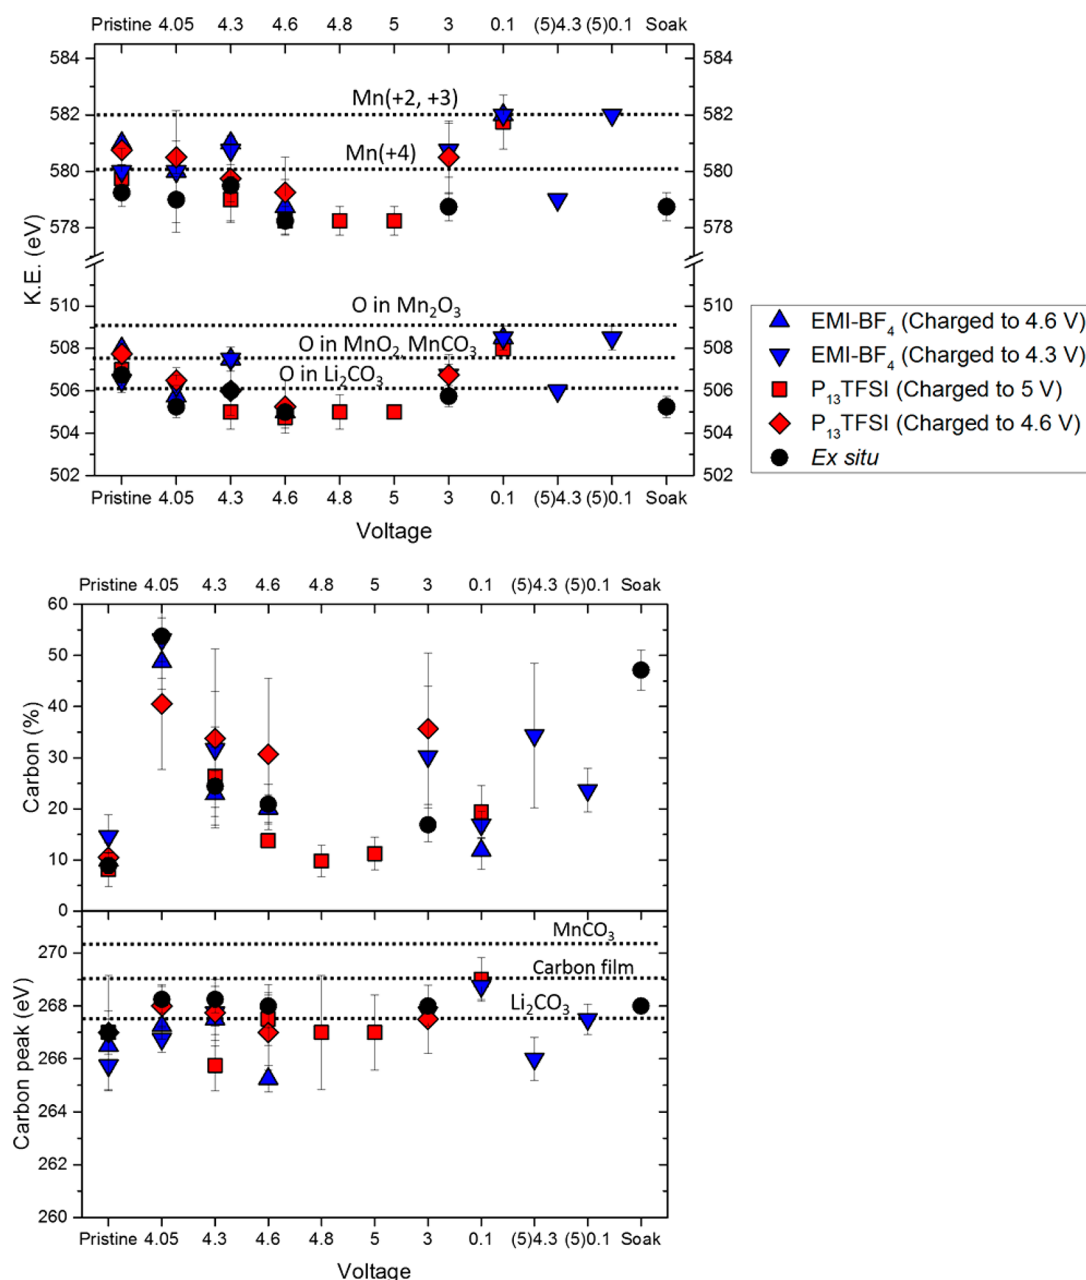 Pristine 4.05 4.3 4.6 4.8 5 3 0.1 (5)4.3 (5)0.1 Soak
584 584
582 Mn(+2, +3) 582
580 Mn(+4) 580
578 578
K.E. (eV)
510 O in Mn₂O₃ 510
508 O in MnO₂ MnCO₃ 508
506 O in Li₂CO₃ 506
504 504
502 502
Pristine 4.05 4.3 4.6 4.8 5 3 0.1 (5)4.3 (5)0.1 Soak
Voltage
EMI-BF₄ (Charged to 4.6 V)
EMI-BF₄ (Charged to 4.3 V)
P₁₃TFSI (Charged to 5 V)
P₁₃TFSI (Charged to 4.6 V)
Ex situ
Pristine 4.05 4.3 4.6 4.8 5 3 0.1 (5)4.3 (5)0.1 Soak
60
50
40
30
20
10
0
Carbon (%)
MnCO₃
270
Carbon film
268
Li₂CO₃
266
264
262
260
Carbon peak (eV)
Pristine 4.05 4.3 4.6 4.8 5 3 0.1 (5)4.3 (5)0.1 Soak
Voltage